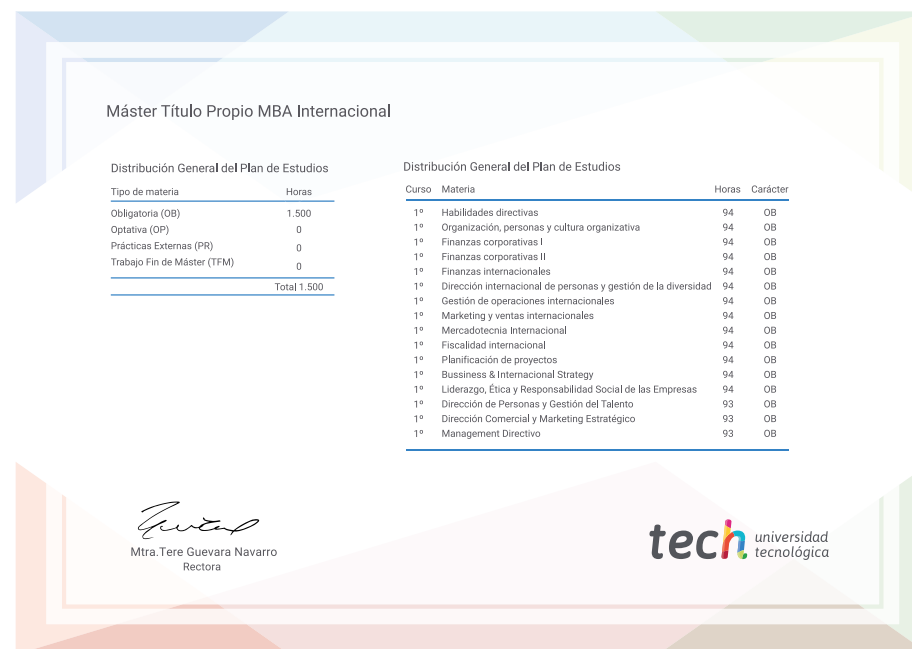 Máster Título Propio MBA Internacional
Distribución General del Plan de Estudios
Tipo de materia Horas
Obligatoria (OB) 1.500
Optativa (OP) 0
Prácticas Externas (PR) 0
Trabajo Fin de Máster (TFM) 0
Total 1.500
Distribución General del Plan de Estudios
Curso Materia Horas Carácter
1º Habilidades directivas 94 OB
1º Organización, personas y cultura organizativa 94 OB
1º Finanzas corporativas I 94 OB
1º Finanzas corporativas II 94 OB
1º Finanzas internacionales 94 OB
1º Dirección internacional de personas y gestión de la diversidad 94 OB
1º Gestión de operaciones internacionales 94 OB
1º Marketing y ventas internacionales 94 OB
1º Mercadotecnia Internacional 94 OB
1º Fiscalidad internacional 94 OB
1º Planificación de proyectos 94 OB
1º Bussiness & Internacional Strategy 94 OB
1º Liderazgo, Ética y Responsabilidad Social de las Empresas 94 OB
1º Dirección de Personas y Gestión del Talento 93 OB
1º Dirección Comercial y Marketing Estratégico 93 OB
1º Management Directivo 93 OB
Mtra.Tere Guevara Navarro
Rectora
tech universidad
tecnológica